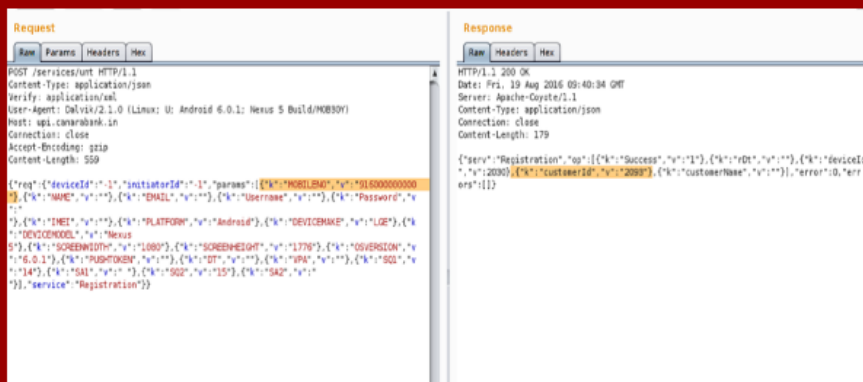 Request
Raw Params Headers Hex
POST /services/unt HTTP/1.1
Content-Type: application/json
Verify: application/xml
User-Agent: Dalvik/2.1.0 (Linux; U; Android 6.0.1; Nexus 5 Build/MOB30Y)
Host: upi.canarabank.in
Connection: close
Accept-Encoding: gzip
Content-Length: 559
{"req":{"deviceId":"-1","initiatorId":"-1","params":[{"k":"MOBILENO","v":"916000000000
"},{"k":"NAME","v":""},{"k":"EMAIL","v":""},{"k":"Username","v":""},{"k":"Password","v
":"
"},{"k":"IMEI","v":""},{"k":"PLATFORM","v":"Android"},{"k":"DEVICEMAKE","v":"LGE"},{"k
":"DEVICEMODEL","v":"Nexus
5"},{"k":"SCREENWIDTH","v":"1080"},{"k":"SCREENHEIGHT","v":"1776"},{"k":"OSVERSION","v
":"6.0.1"},{"k":"PUSHTOKEN","v":""},{"k":"DT","v":""},{"k":"VPA","v":""},{"k":"SQ1","v
":"14"},{"k":"SA1","v":" "},{"k":"SQ2","v":"15"},{"k":"SA2","v":"
"}],"service":"Registration"}}
Response
Raw Headers Hex
HTTP/1.1 200 OK
Date: Fri, 19 Aug 2016 09:40:34 GMT
Server: Apache-Coyote/1.1
Content-Type: application/json
Connection: close
Content-Length: 179
{"serv":"Registration","op":[{"k":"Success","v":"1"},{"k":"rDt","v":""},{"k":"deviceId
","v":2030},{"k":"customerId","v":"2093"},{"k":"customerName","v":""}],"error":0,"err
ors":[]}